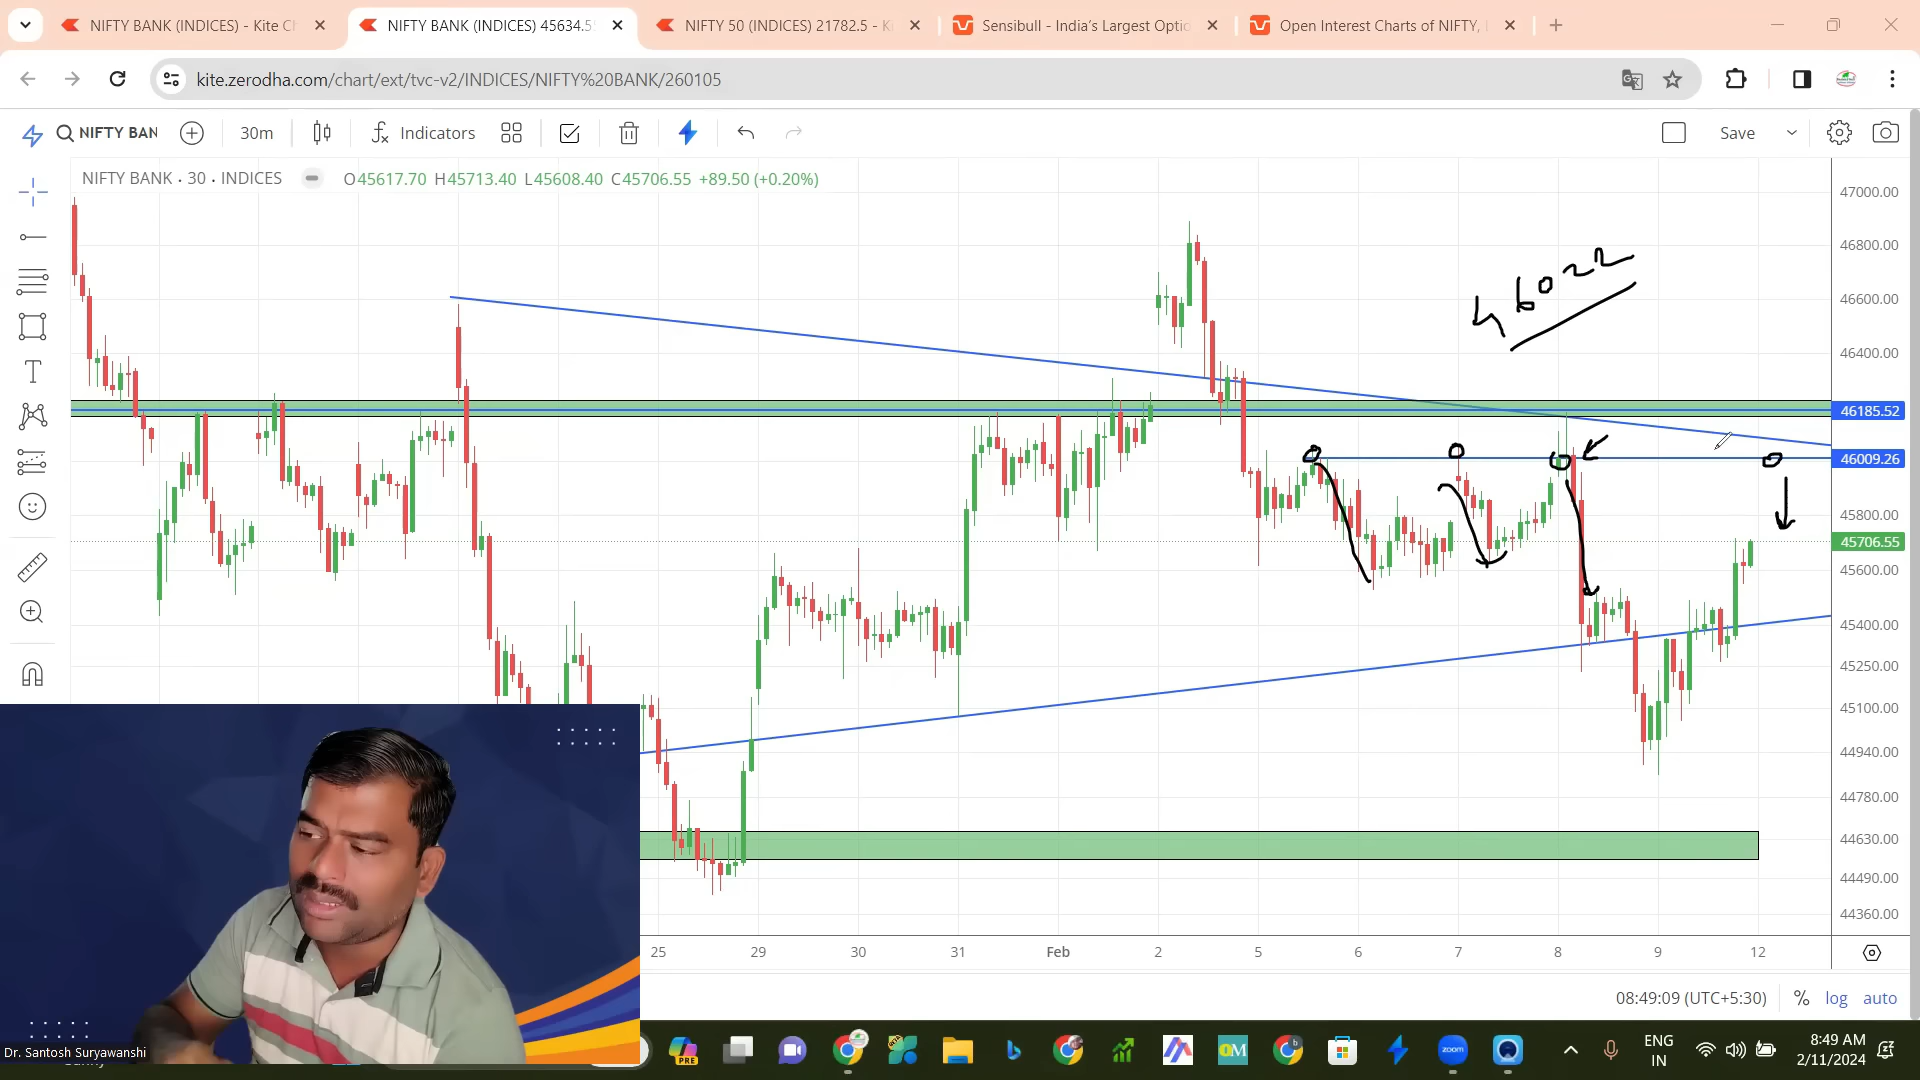 NIFTY BANK (INDICES) - Kite Ch
NIFTY BANK (INDICES) 45634.5
NIFTY 50 (INDICES) 21782.5 - Ki
Sensibull - India's Largest Optio
Open Interest Charts of NIFTY,
kite.zerodha.com/chart/ext/tvc-v2/INDICES/NIFTY%20BANK/260105
NIFTY BAN
30m
Indicators
Save
NIFTY BANK · 30 · INDICES
O45617.70 H45713.40 L45608.40 C45706.55 +89.50 (+0.20%)
47000.00
46800.00
46600.00
46400.00
46185.52
46009.26
45800.00
45706.55
45600.00
45400.00
45250.00
45100.00
44940.00
44780.00
44630.00
44490.00
44360.00
46022
25 29 30 31 Feb 2 5 6 7 8 9 12
08:49:09 (UTC+5:30) % log auto
Dr. Santosh Suryawanshi
PRE
zoom
OM
ENG
IN
8:49 AM
2/11/2024